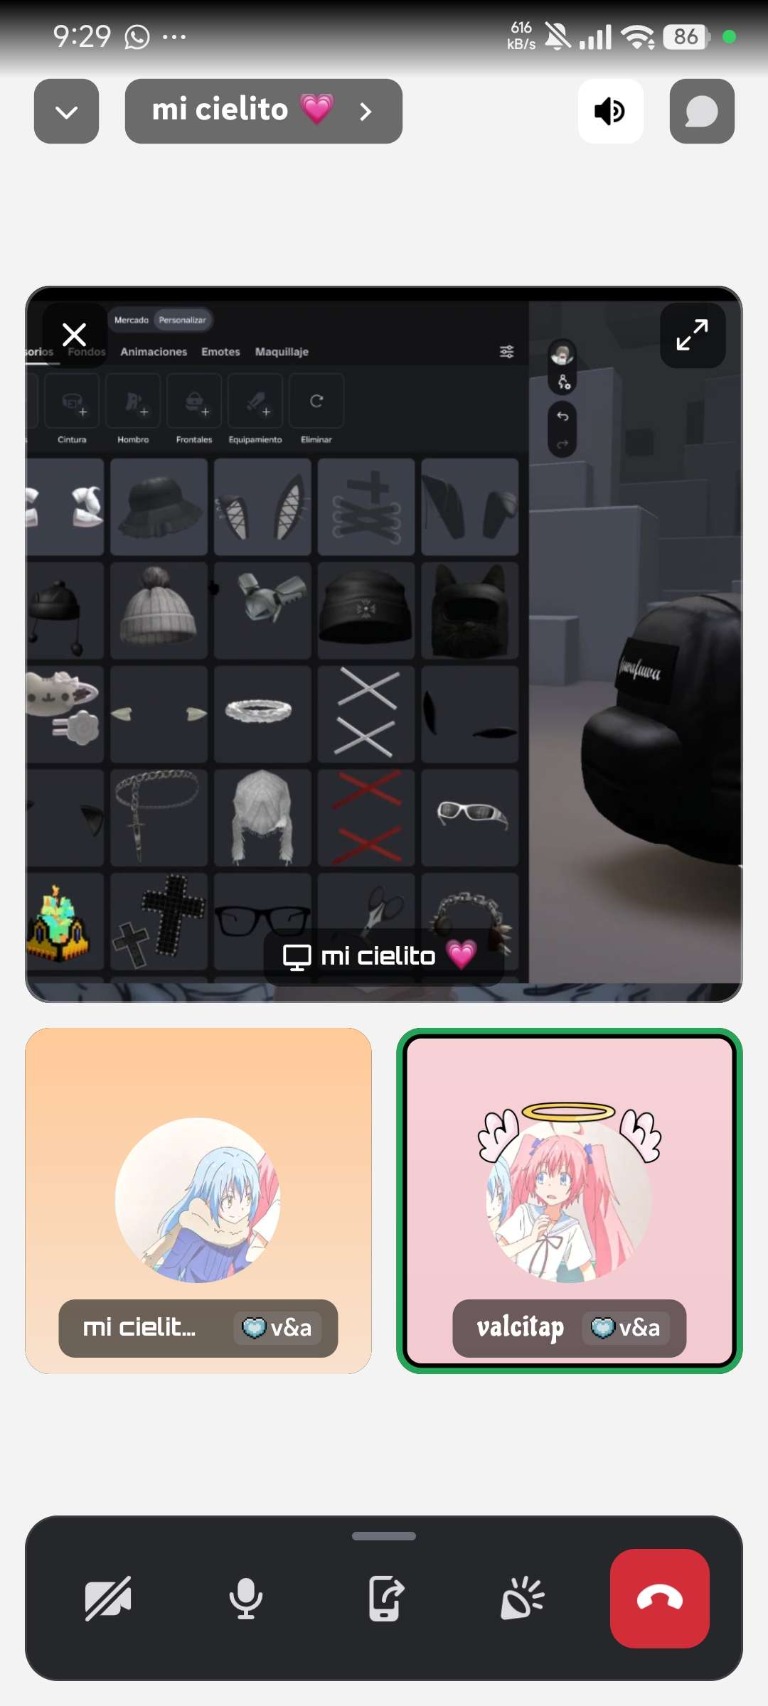 9:29
616
kB/s
86
mi cielito 💗
Mercado Personalizar
sorios Fondos Animaciones Emotes Maquillaje
Cintura Hombro Frontales Equipamiento Eliminar
mi cielito 💗
mi cielit... v&a
valcitap v&a